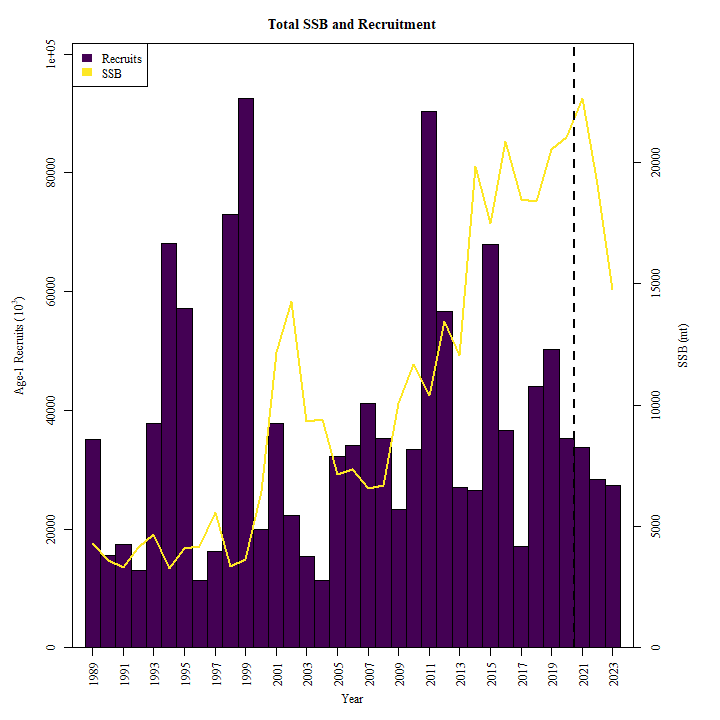 Total SSB and Recruitment
Recruits
SSB
Age-1 Recruits (10³)
1e+05
80000
60000
40000
20000
0
20000
15000
10000
5000
0
SSB (mt)
1989 1991 1993 1995 1997 1999 2001 2003 2005 2007 2009 2011 2013 2015 2017 2019 2021 2023
Year